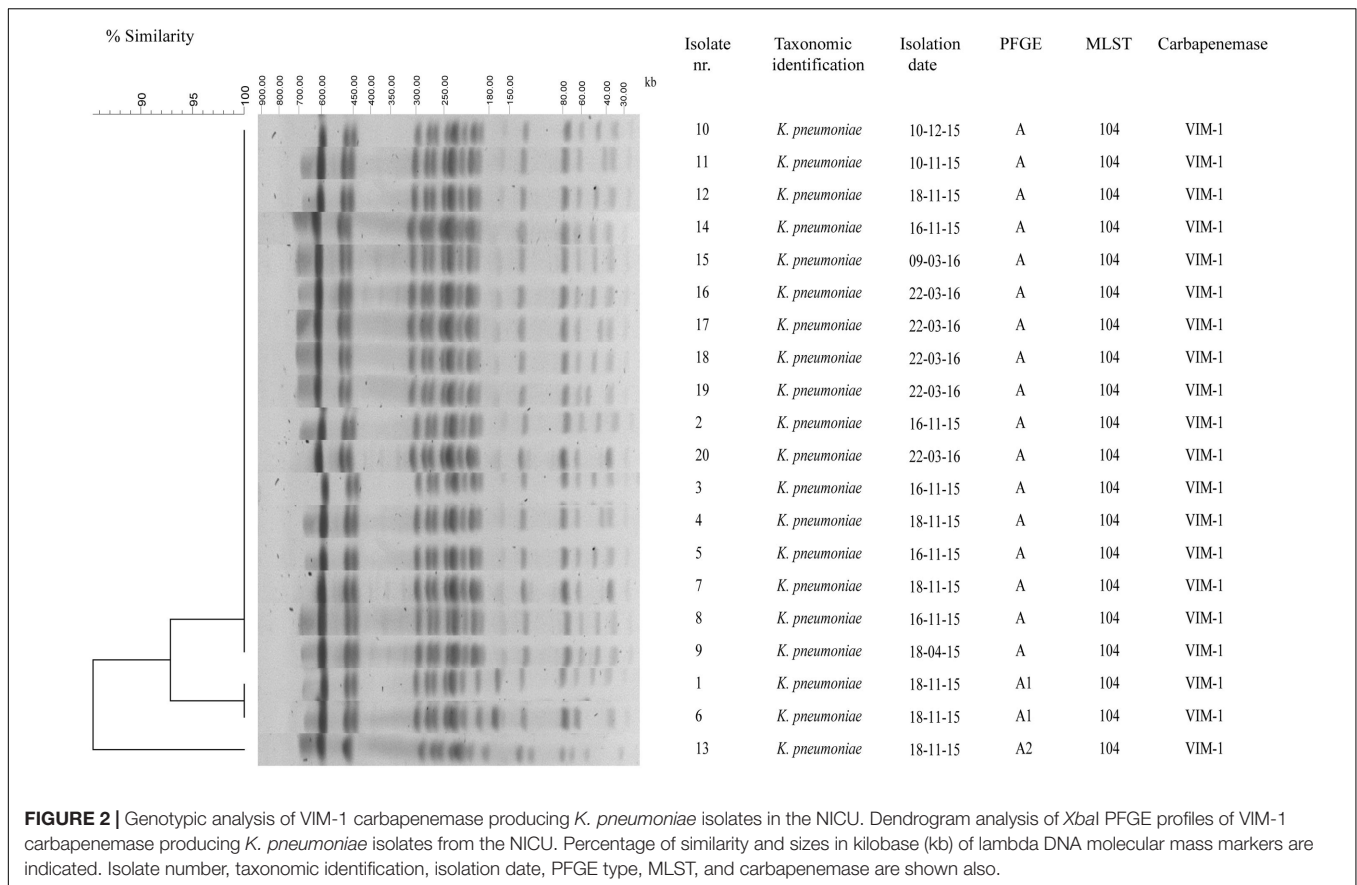 % Similarity
Isolate nr. Taxonomic identification Isolation date PFGE MLST Carbapenemase
90 95 100 900.00 800.00 700.00 600.00 450.00 400.00 350.00 300.00 250.00 180.00 150.00 80.00 60.00 40.00 30.00 kb
10 K. pneumoniae 10-12-15 A 104 VIM-1
11 K. pneumoniae 10-11-15 A 104 VIM-1
12 K. pneumoniae 18-11-15 A 104 VIM-1
14 K. pneumoniae 16-11-15 A 104 VIM-1
15 K. pneumoniae 09-03-16 A 104 VIM-1
16 K. pneumoniae 22-03-16 A 104 VIM-1
17 K. pneumoniae 22-03-16 A 104 VIM-1
18 K. pneumoniae 22-03-16 A 104 VIM-1
19 K. pneumoniae 22-03-16 A 104 VIM-1
2 K. pneumoniae 16-11-15 A 104 VIM-1
20 K. pneumoniae 22-03-16 A 104 VIM-1
3 K. pneumoniae 16-11-15 A 104 VIM-1
4 K. pneumoniae 18-11-15 A 104 VIM-1
5 K. pneumoniae 16-11-15 A 104 VIM-1
7 K. pneumoniae 18-11-15 A 104 VIM-1
8 K. pneumoniae 16-11-15 A 104 VIM-1
9 K. pneumoniae 18-04-15 A 104 VIM-1
1 K. pneumoniae 18-11-15 A1 104 VIM-1
6 K. pneumoniae 18-11-15 A1 104 VIM-1
13 K. pneumoniae 18-11-15 A2 104 VIM-1
FIGURE 2 | Genotypic analysis of VIM-1 carbapenemase producing K. pneumoniae isolates in the NICU. Dendrogram analysis of XbaI PFGE profiles of VIM-1
carbapenemase producing K. pneumoniae isolates from the NICU. Percentage of similarity and sizes in kilobase (kb) of lambda DNA molecular mass markers are
indicated. Isolate number, taxonomic identification, isolation date, PFGE type, MLST, and carbapenemase are shown also.